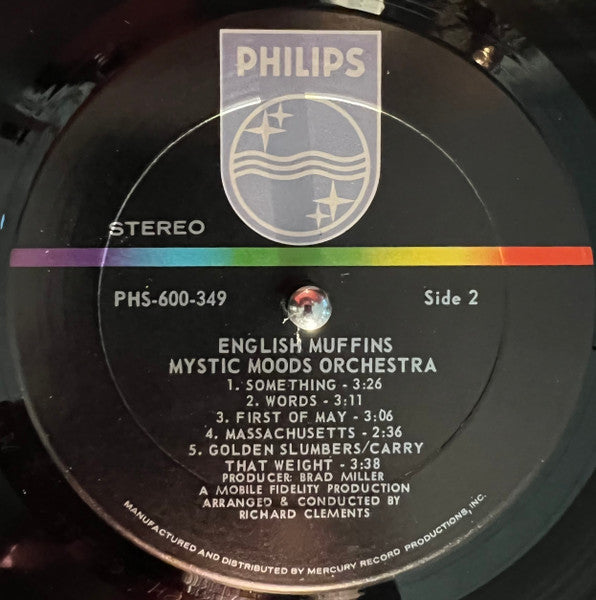 PHILIPS
STEREO
PHS-600-349 Side 2
ENGLISH MUFFINS
MYSTIC MOODS ORCHESTRA
1. SOMETHING - 3:26
2. WORDS - 3:11
3. FIRST OF MAY - 3:06
4. MASSACHUSETTS - 2:36
5. GOLDEN SLUMBERS/CARRY
THAT WEIGHT - 3:38
PRODUCER: BRAD MILLER
A MOBILE FIDELITY PRODUCTION
ARRANGED & CONDUCTED BY
RICHARD CLEMENTS
MANUFACTURED AND DISTRIBUTED BY MERCURY RECORD PRODUCTIONS, INC.